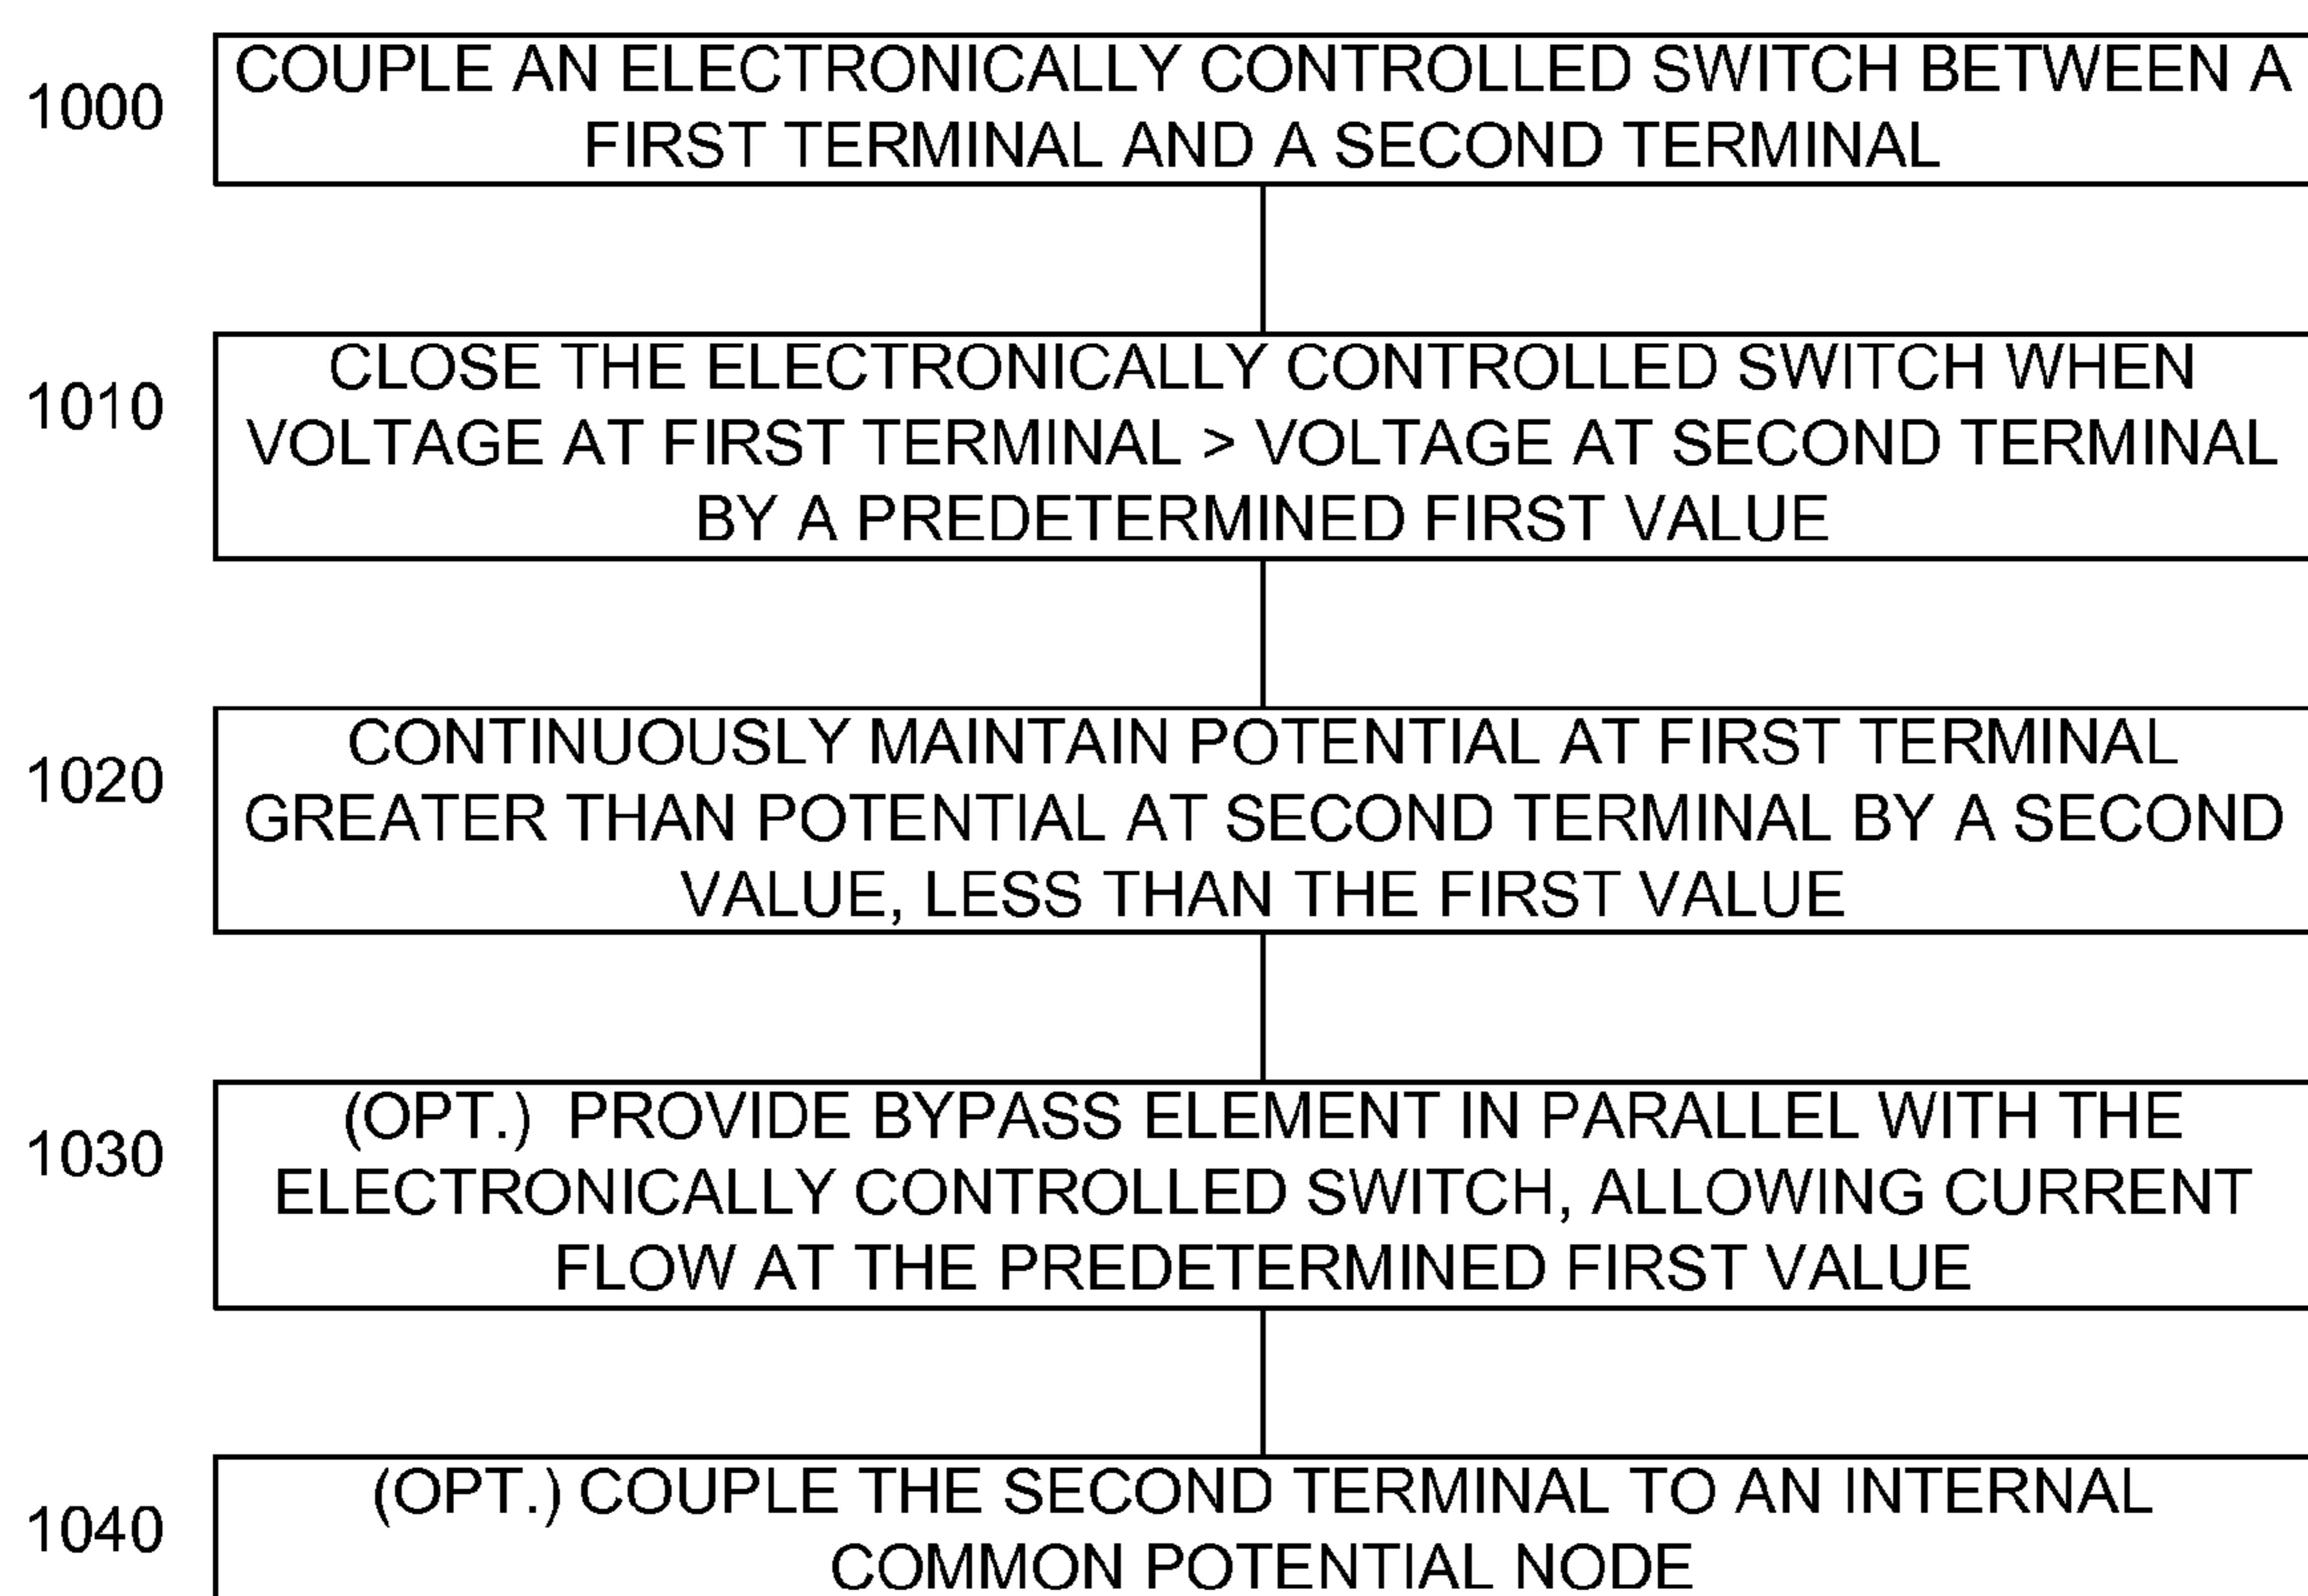 1000
COUPLE AN ELECTRONICALLY CONTROLLED SWITCH BETWEEN A
FIRST TERMINAL AND A SECOND TERMINAL
1010
CLOSE THE ELECTRONICALLY CONTROLLED SWITCH WHEN
VOLTAGE AT FIRST TERMINAL > VOLTAGE AT SECOND TERMINAL
BY A PREDETERMINED FIRST VALUE
1020
CONTINUOUSLY MAINTAIN POTENTIAL AT FIRST TERMINAL
GREATER THAN POTENTIAL AT SECOND TERMINAL BY A SECOND
VALUE, LESS THAN THE FIRST VALUE
1030
(OPT.) PROVIDE BYPASS ELEMENT IN PARALLEL WITH THE
ELECTRONICALLY CONTROLLED SWITCH, ALLOWING CURRENT
FLOW AT THE PREDETERMINED FIRST VALUE
1040
(OPT.) COUPLE THE SECOND TERMINAL TO AN INTERNAL
COMMON POTENTIAL NODE